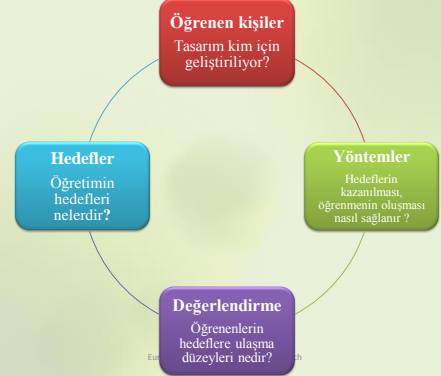 Öğrenen kişiler
Tasarım kim için
geliştiriliyor?
Hedefler
Öğretimin
hedefleri
nelerdir?
Yöntemler
Hedeflerin
kazanılması,
öğrenmenin oluşması
nasıl sağlanır ?
Değerlendirme
Öğrenenlerin
hedeflere ulaşma
düzeyleri nedir?